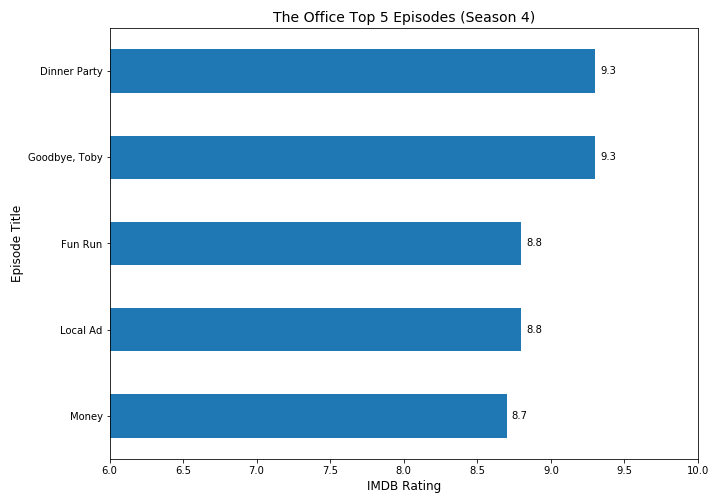 The Office Top 5 Episodes (Season 4)
Episode Title
Dinner Party
9.3
Goodbye, Toby
9.3
Fun Run
8.8
Local Ad
8.8
Money
8.7
6.0 6.5 7.0 7.5 8.0 8.5 9.0 9.5 10.0
IMDB Rating